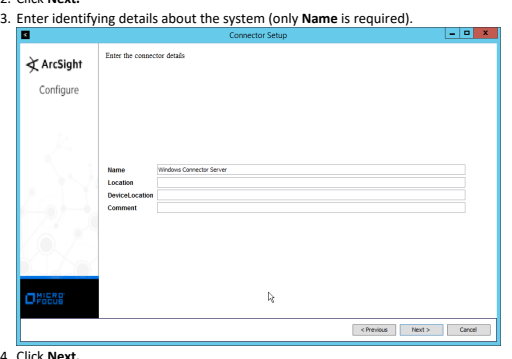 2. Click Next.
3. Enter identifying details about the system (only Name is required).
Connector Setup
ArcSight
Configure
Enter the connector details
Name Windows Connector Server
Location
DeviceLocation
Comment
MICRO
FOCUS
< Previous Next > Cancel
4. Click Next.